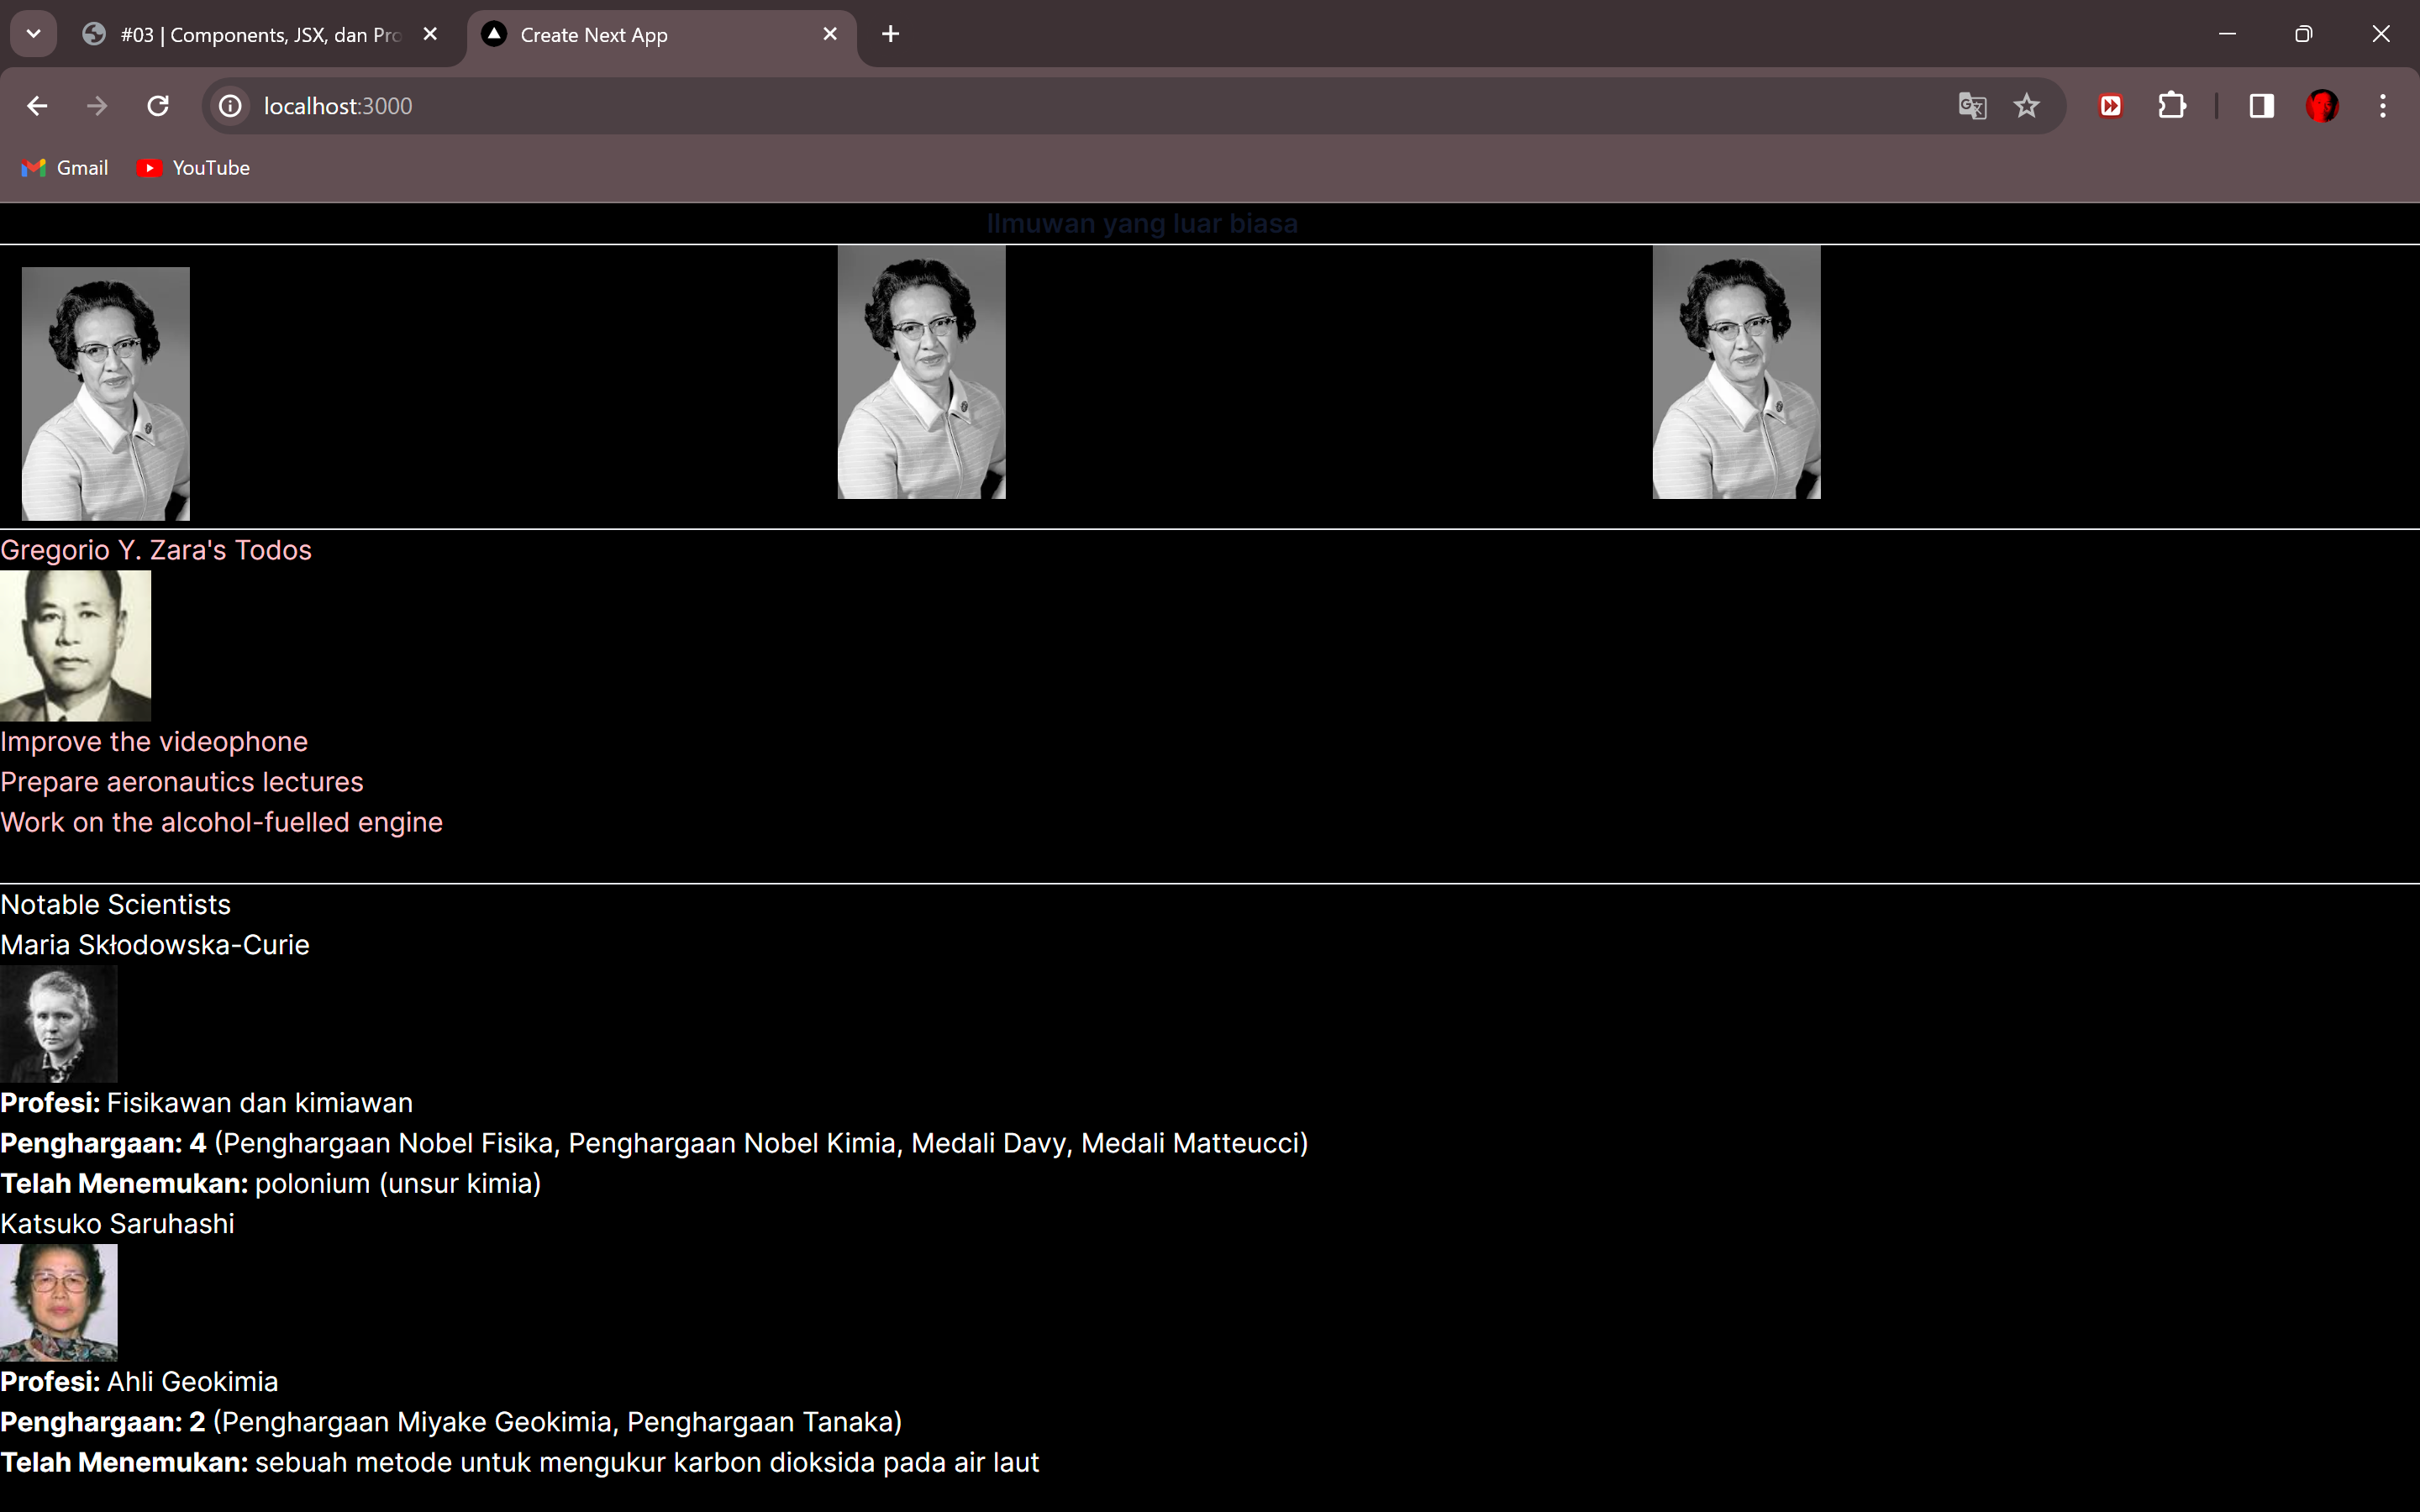 #03 | Components, JSX, dan Pro
Create Next App
localhost:3000
Gmail
YouTube
Ilmuwan yang luar biasa
Gregorio Y. Zara's Todos
Improve the videophone
Prepare aeronautics lectures
Work on the alcohol-fuelled engine
Notable Scientists
Maria Skłodowska-Curie
Profesi: Fisikawan dan kimiawan
Penghargaan: 4 (Penghargaan Nobel Fisika, Penghargaan Nobel Kimia, Medali Davy, Medali Matteucci)
Telah Menemukan: polonium (unsur kimia)
Katsuko Saruhashi
Profesi: Ahli Geokimia
Penghargaan: 2 (Penghargaan Miyake Geokimia, Penghargaan Tanaka)
Telah Menemukan: sebuah metode untuk mengukur karbon dioksida pada air laut